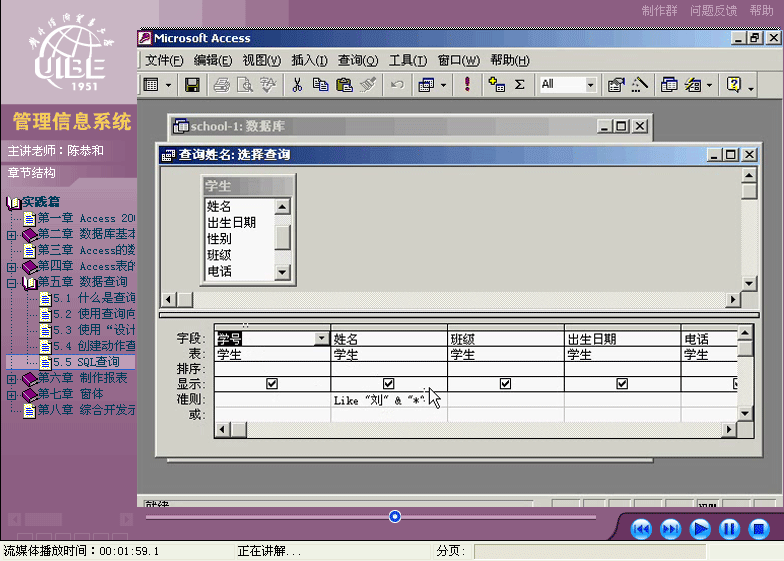 制作群 问题反馈 帮助
UIBE
1951
管理信息系统
主讲老师：陈恭和
章节结构
实践篇
第一章 Access 200
第二章 数据库基本
第三章 Access的数
第四章 Access表的
第五章 数据查询
5.1 什么是查询
5.2 使用查询向
5.3 使用“设计
5.4 创建动作查
5.5 SQL查询
第六章 制作报表
第七章 窗体
第八章 综合开发示
Microsoft Access
文件(F) 编辑(E) 视图(V) 插入(I) 查询(Q) 工具(T) 窗口(W) 帮助(H)
All
school-1: 数据库
查询姓名: 选择查询
学生
姓名
出生日期
性别
班级
电话
字段: 学号 姓名 班级 出生日期 电话
表: 学生 学生 学生 学生 学生
排序:
显示:
准则: Like "刘" & "*"
或:
就绪
流媒体播放时间：00:01:59.1 正在讲解... 分页: